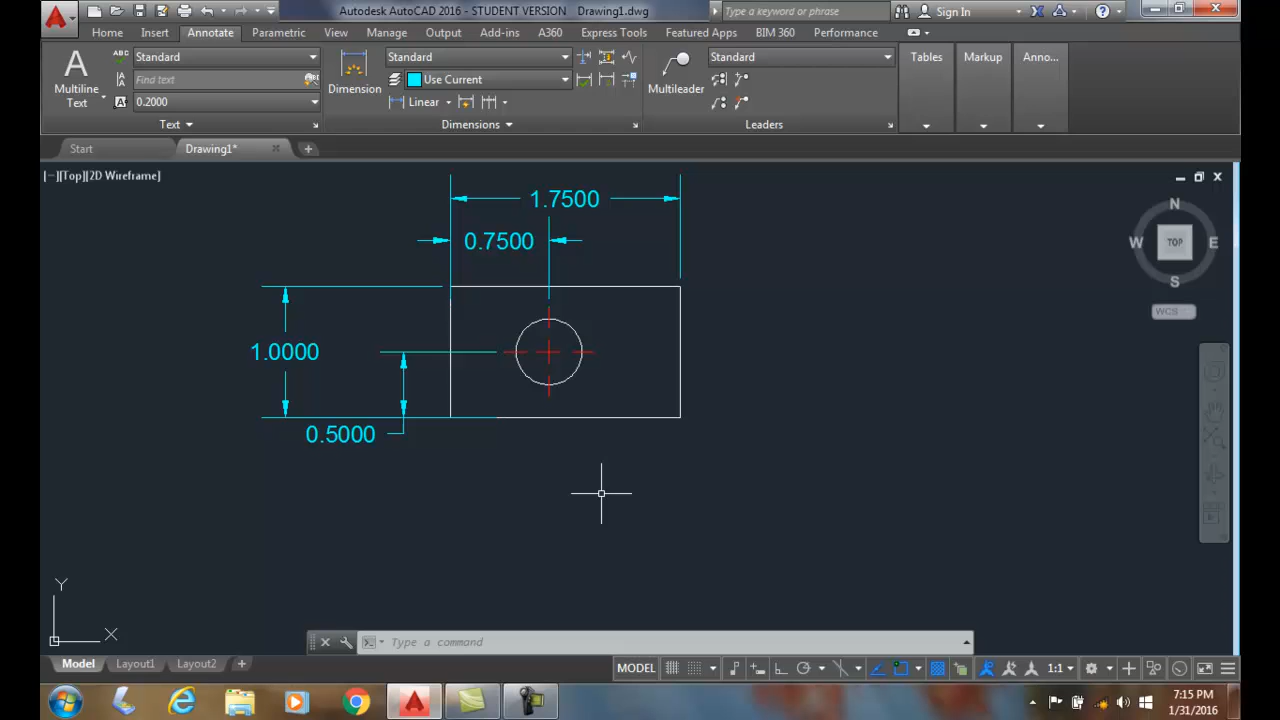 Autodesk AutoCAD 2016 - STUDENT VERSION Drawing1.dwg
Type a keyword or phrase
Sign In
Home Insert Annotate Parametric View Manage Output Add-ins A360 Express Tools Featured Apps BIM 360 Performance
A
Multiline
Text
ABC
Standard
Find text
0.2000
Text
Dimension
Standard
Use Current
Linear
Dimensions
Multileader
Standard
Leaders
Tables
Markup
Anno...
Start
Drawing1*
[−][Top][2D Wireframe]
N
W
TOP
E
S
WCS
1.7500
0.7500
1.0000
0.5000
Y
X
Type a command
Model Layout1 Layout2
MODEL
1:1
7:15 PM
1/31/2016